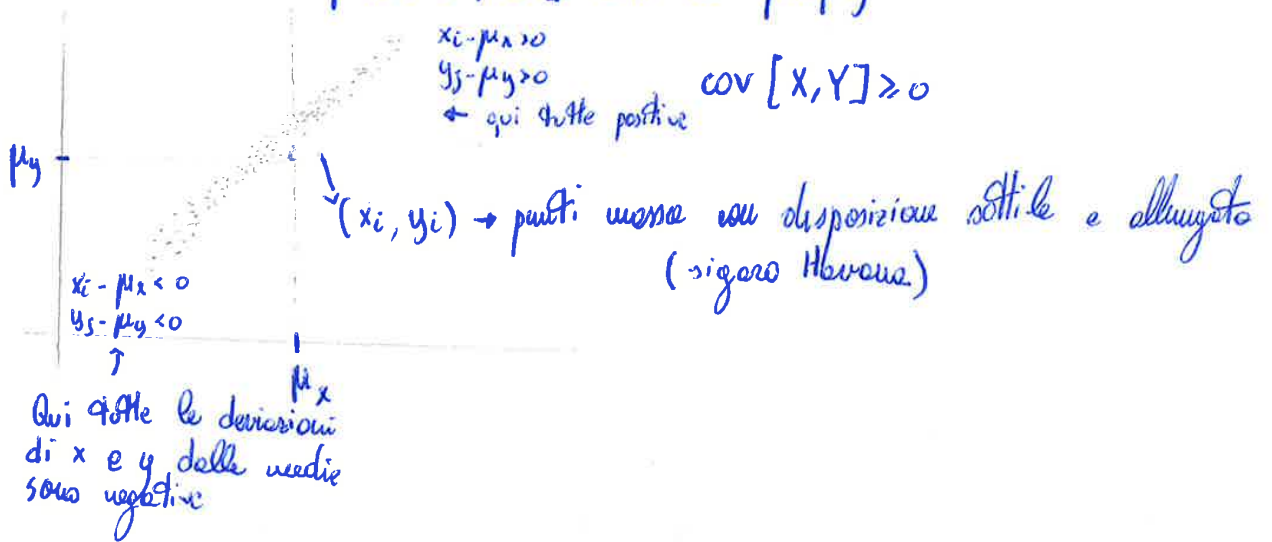 xi - μx > 0
yj - μy > 0
← qui tutte positive
cov [X,Y] ⩾ 0
μy
(xi, yi) → punti massa con disposizione sottile e allungata
(sigaro Havana)
xi - μx < 0
yj - μy < 0
↑
μx
Qui tutte le deviazioni
di x e y dalle medie
sono negative